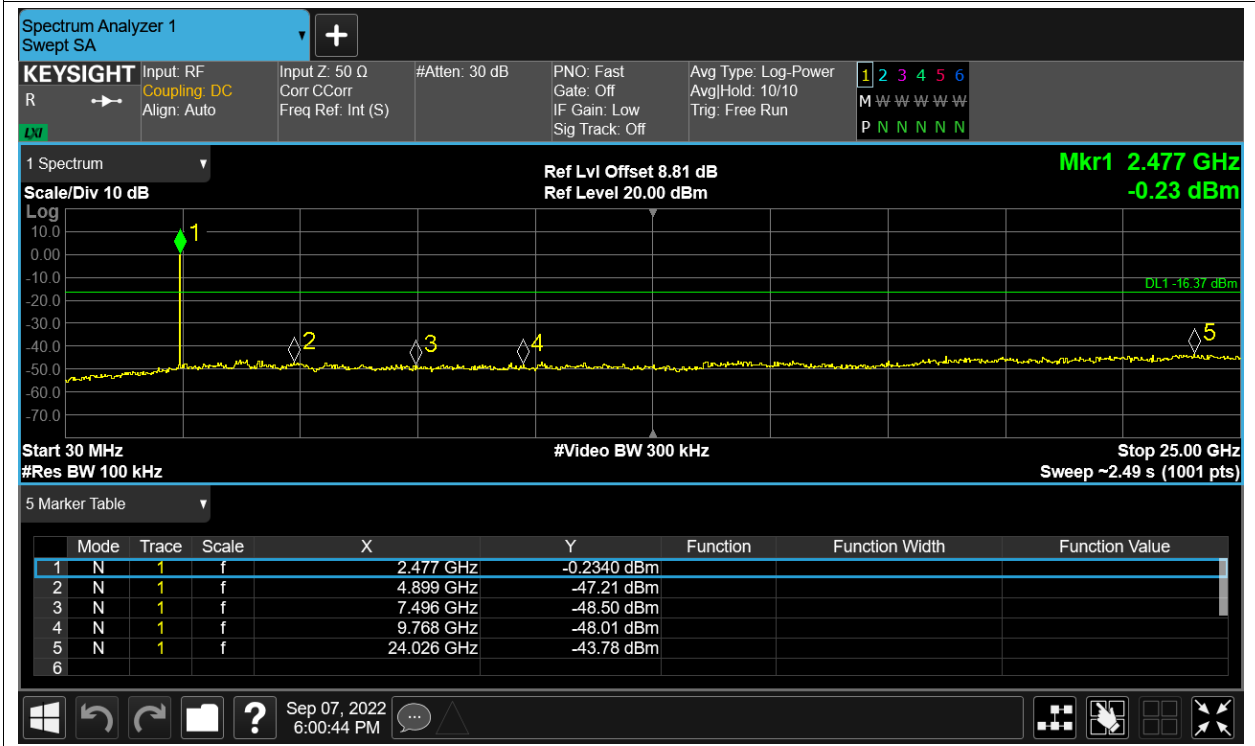 Spectrum Analyzer 1
Swept SA
KEYSIGHT
R
LXI
Input: RF
Coupling: DC
Align: Auto
Input Z: 50 Ω
Corr CCorr
Freq Ref: Int (S)
#Atten: 30 dB
PNO: Fast
Gate: Off
IF Gain: Low
Sig Track: Off
Avg Type: Log-Power
Avg|Hold: 10/10
Trig: Free Run
1 2 3 4 5 6
M W W W W W
P N N N N N
1 Spectrum
Scale/Div 10 dB
Ref Lvl Offset 8.81 dB
Ref Level 20.00 dBm
Mkr1 2.477 GHz
-0.23 dBm
Log
10.0
0.00
-10.0
-20.0
-30.0
-40.0
-50.0
-60.0
-70.0
1
2
3
4
5
DL1 -16.37 dBm
Start 30 MHz
#Video BW 300 kHz
Stop 25.00 GHz
#Res BW 100 kHz
Sweep ~2.49 s (1001 pts)
5 Marker Table
Mode Trace Scale X Y Function Function Width Function Value
1 N 1 f 2.477 GHz -0.2340 dBm
2 N 1 f 4.899 GHz -47.21 dBm
3 N 1 f 7.496 GHz -48.50 dBm
4 N 1 f 9.768 GHz -48.01 dBm
5 N 1 f 24.026 GHz -43.78 dBm
6
?
Sep 07, 2022
6:00:44 PM